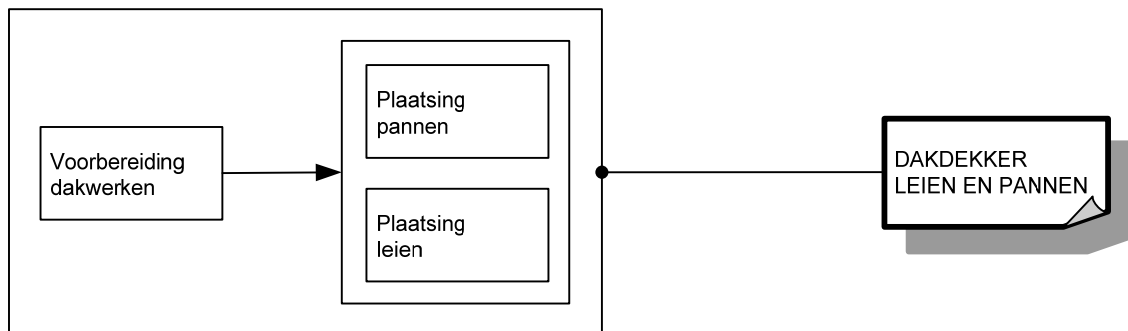 Voorbereiding
dakwerken
Plaatsing
pannen
Plaatsing
leien
DAKDEKKER
LEIEN EN PANNEN